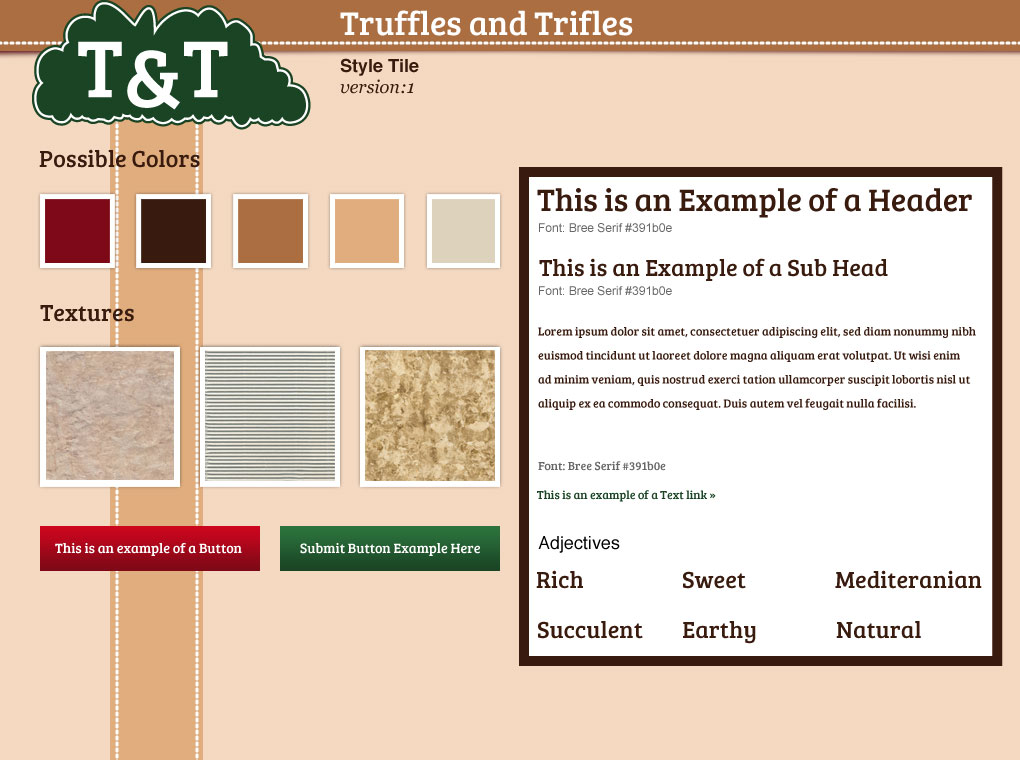 Truffles and Trifles
T&T
Style Tile
version:1
Possible Colors
Textures
This is an example of a Button
Submit Button Example Here
This is an Example of a Header
Font: Bree Serif #391b0e
This is an Example of a Sub Head
Font: Bree Serif #391b0e
Lorem ipsum dolor sit amet, consectetuer adipiscing elit, sed diam nonummy nibh
euismod tincidunt ut laoreet dolore magna aliquam erat volutpat. Ut wisi enim
ad minim veniam, quis nostrud exerci tation ullamcorper suscipit lobortis nisl ut
aliquip ex ea commodo consequat. Duis autem vel feugait nulla facilisi.
Font: Bree Serif #391b0e
This is an example of a Text link »
Adjectives
Rich Sweet Mediteranian
Succulent Earthy Natural